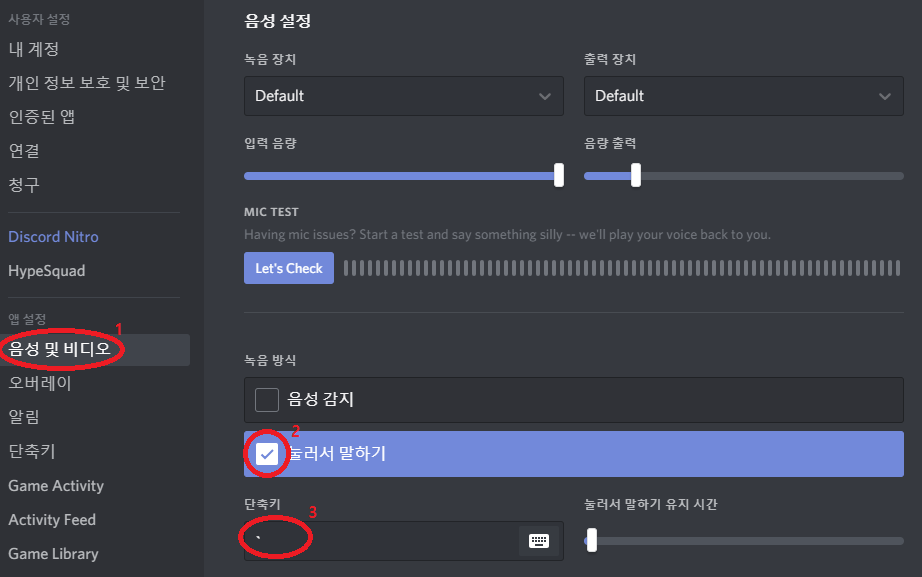 사용자 설정
내 계정
개인 정보 보호 및 보안
인증된 앱
연결
청구
Discord Nitro
HypeSquad
앱 설정
1
음성 및 비디오
오버레이
알림
단축키
Game Activity
Activity Feed
Game Library
음성 설정
녹음 장치
출력 장치
Default
Default
입력 음량
음량 출력
MIC TEST
Having mic issues? Start a test and say something silly -- we'll play your voice back to you.
Let's Check
녹음 방식
음성 감지
2
눌러서 말하기
단축키
3
눌러서 말하기 유지 시간
`